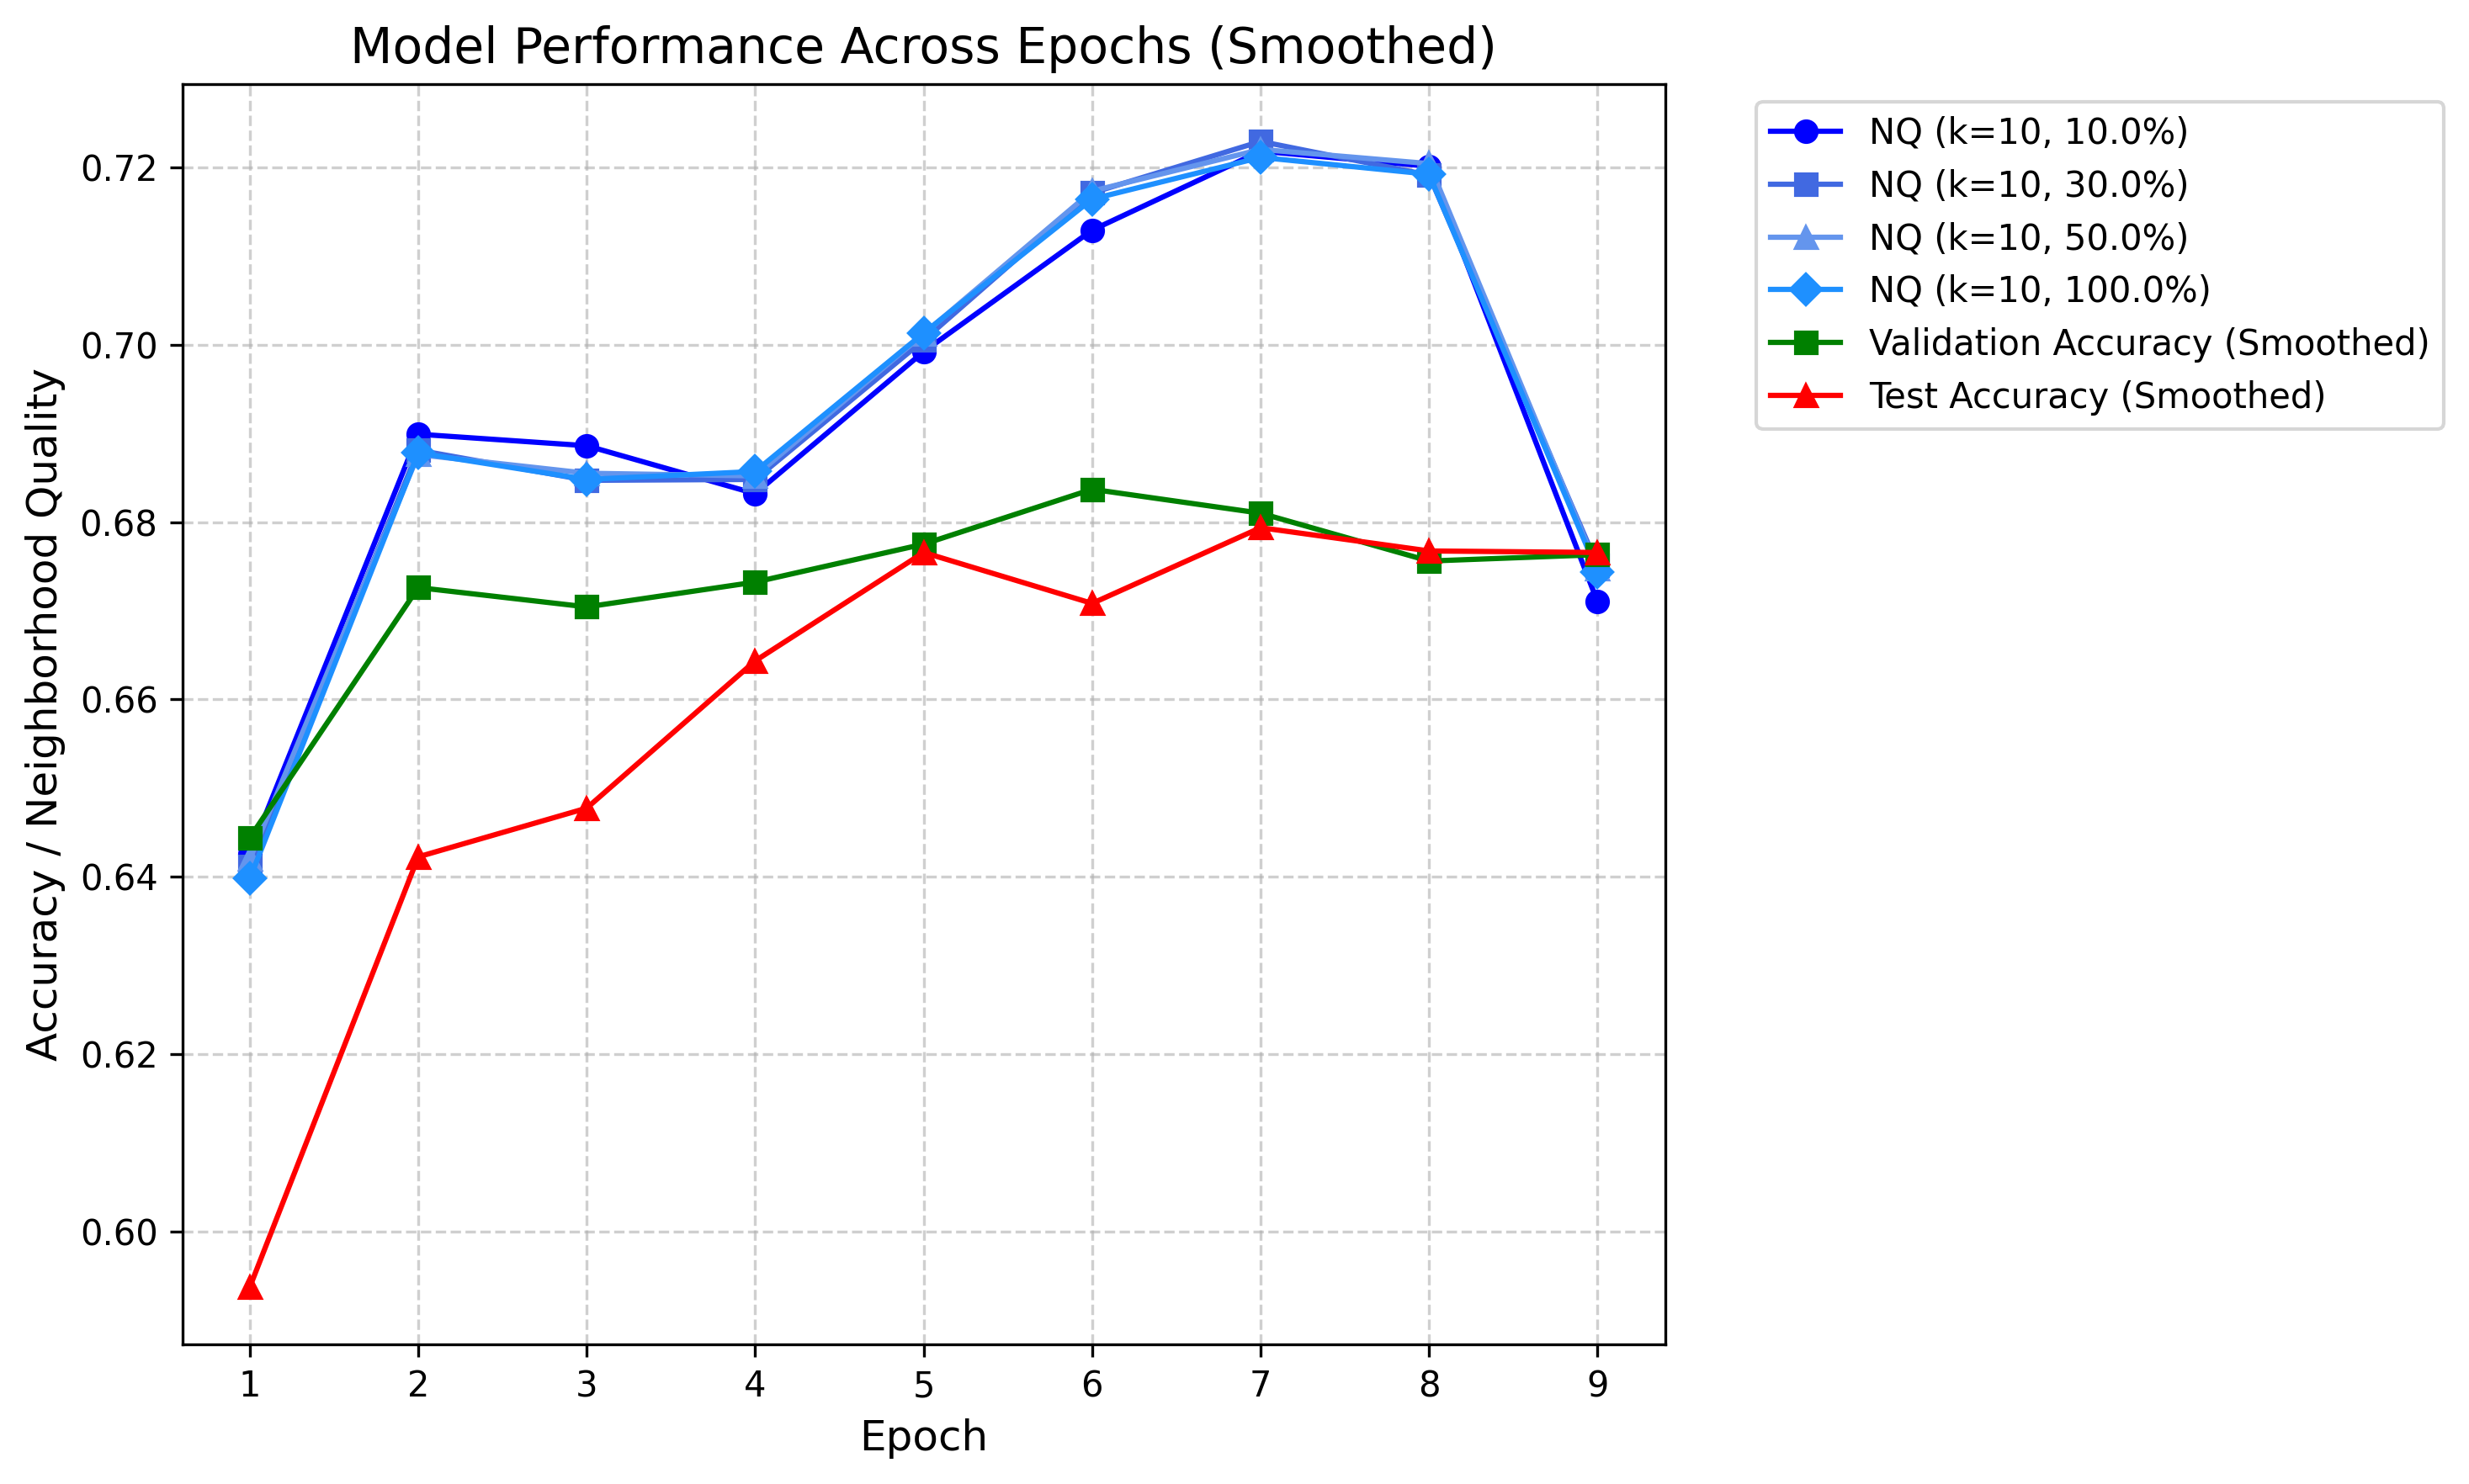 Model Performance Across Epochs (Smoothed)
Accuracy / Neighborhood Quality
0.72
0.70
0.68
0.66
0.64
0.62
0.60
1 2 3 4 5 6 7 8 9
Epoch
NQ (k=10, 10.0%)
NQ (k=10, 30.0%)
NQ (k=10, 50.0%)
NQ (k=10, 100.0%)
Validation Accuracy (Smoothed)
Test Accuracy (Smoothed)